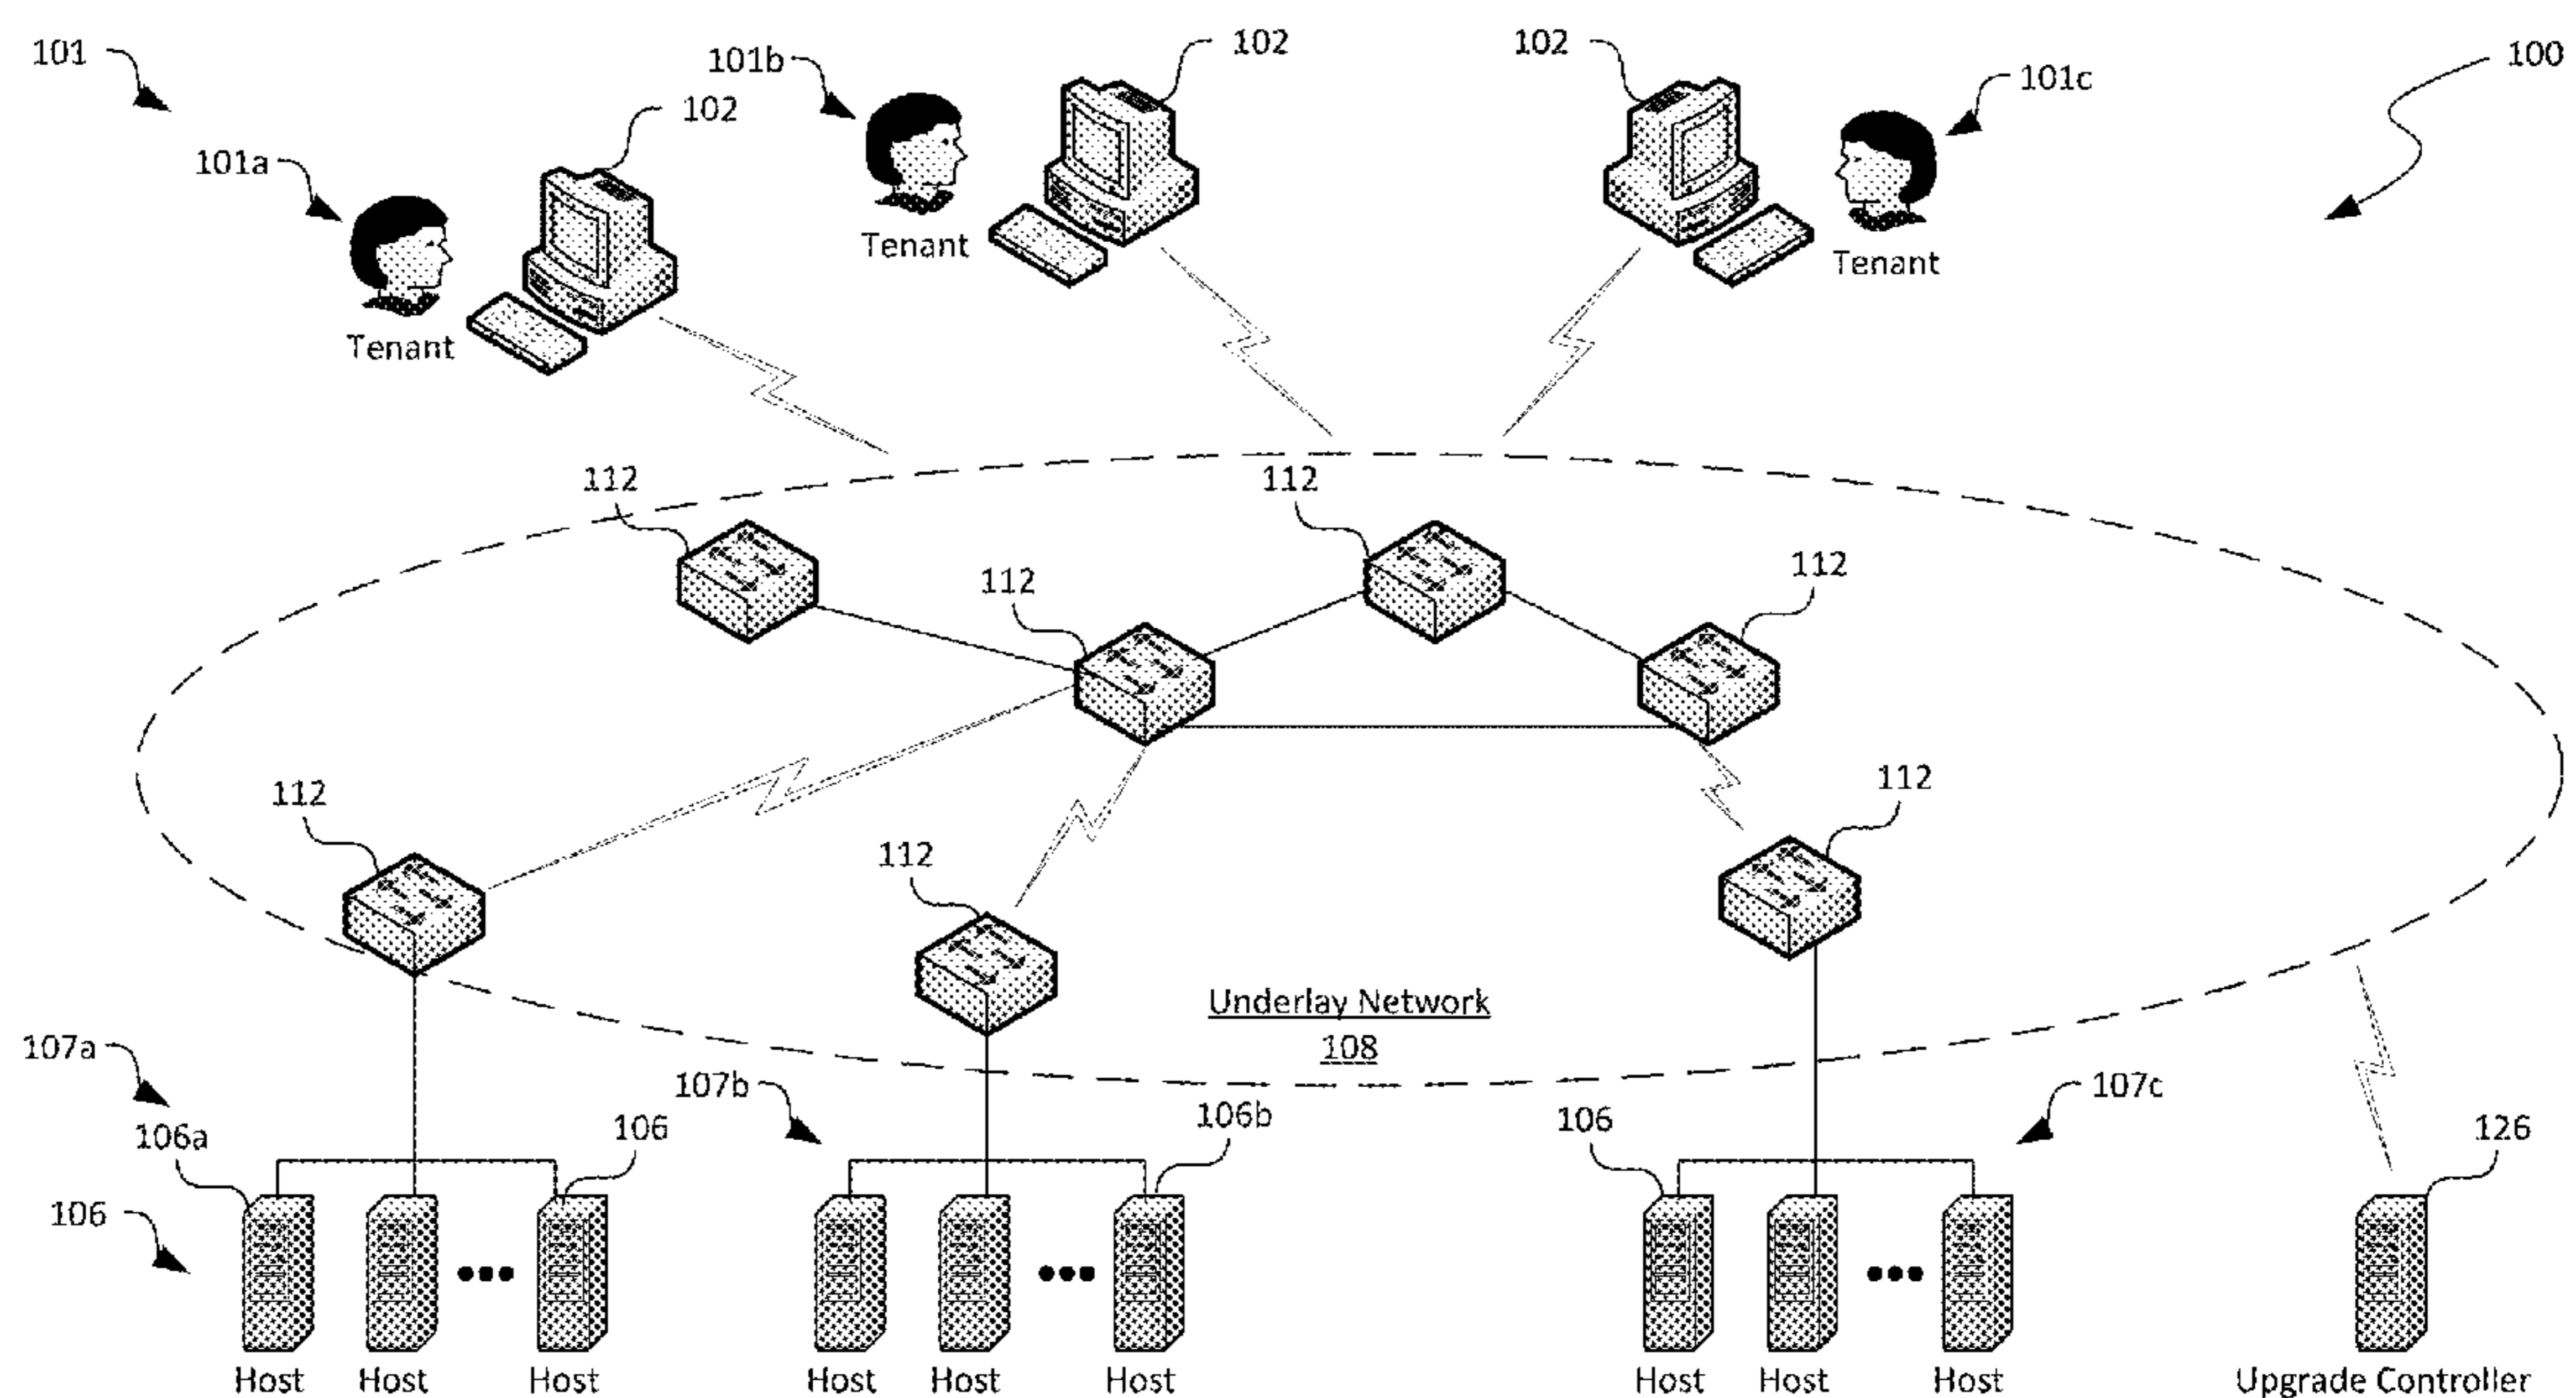 101
101b
102
102
101c
100
102
101a
Tenant
Tenant
Tenant
112
112
112
112
112
112
112
Underlay Network
108
107a
107b
107c
106a
106
106b
106
126
106
Host
Host
Host
Host
Host
Host
Host
Host
Host
Upgrade Controller